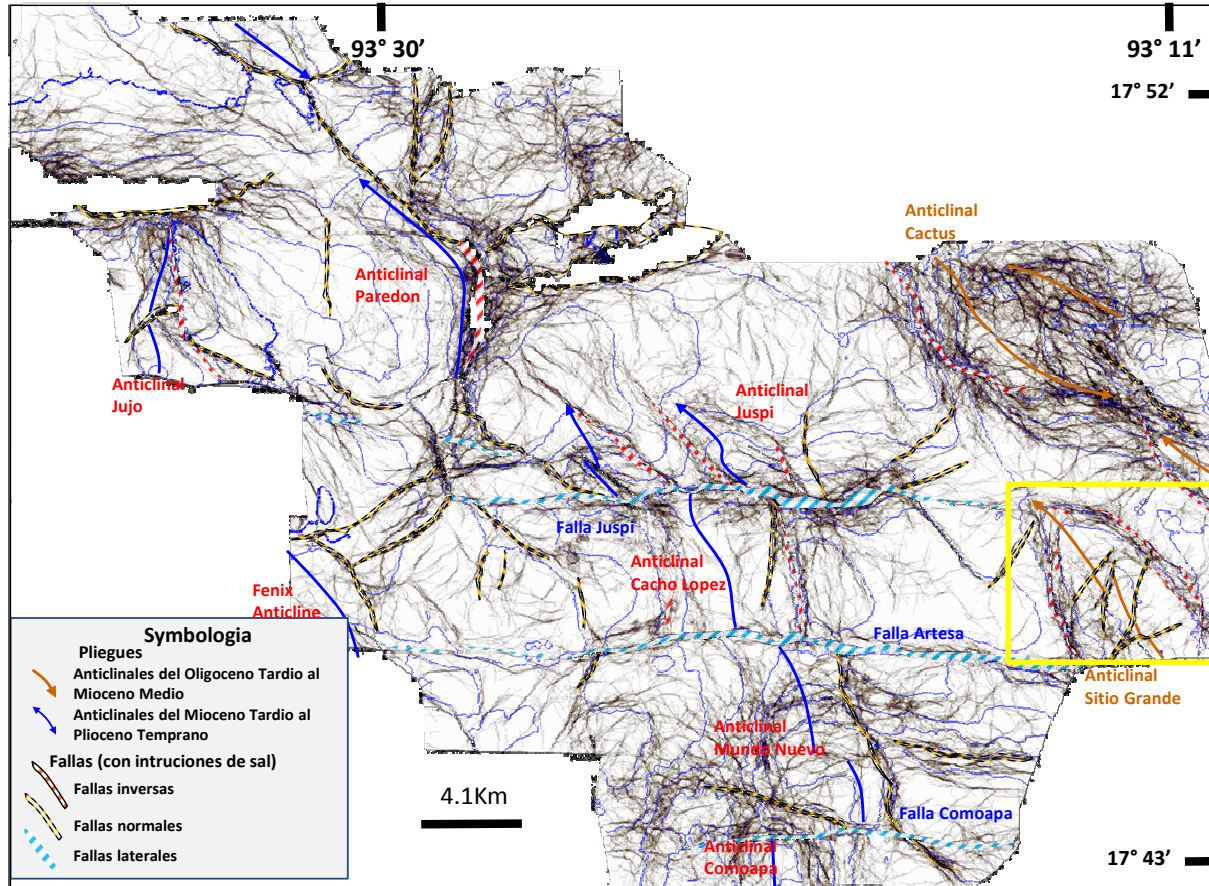 93° 30’
93° 11’
17° 52’
Anticlinal
Cactus
Anticlinal
Paredon
Anticlinal
Jujo
Anticlinal
Juspi
Falla Juspi
Anticlinal
Cacho Lopez
Fenix
Anticline
Falla Artesa
Anticlinal
Sitio Grande
Anticlinal
Mundo Nuevo
Falla Comoapa
Anticlinal
Comoapa
4.1Km
17° 43’
Symbologia
Pliegues
Anticlinales del Oligoceno Tardio al
Mioceno Medio
Anticlinales del Mioceno Tardio al
Plioceno Temprano
Fallas (con intruciones de sal)
Fallas inversas
Fallas normales
Fallas laterales